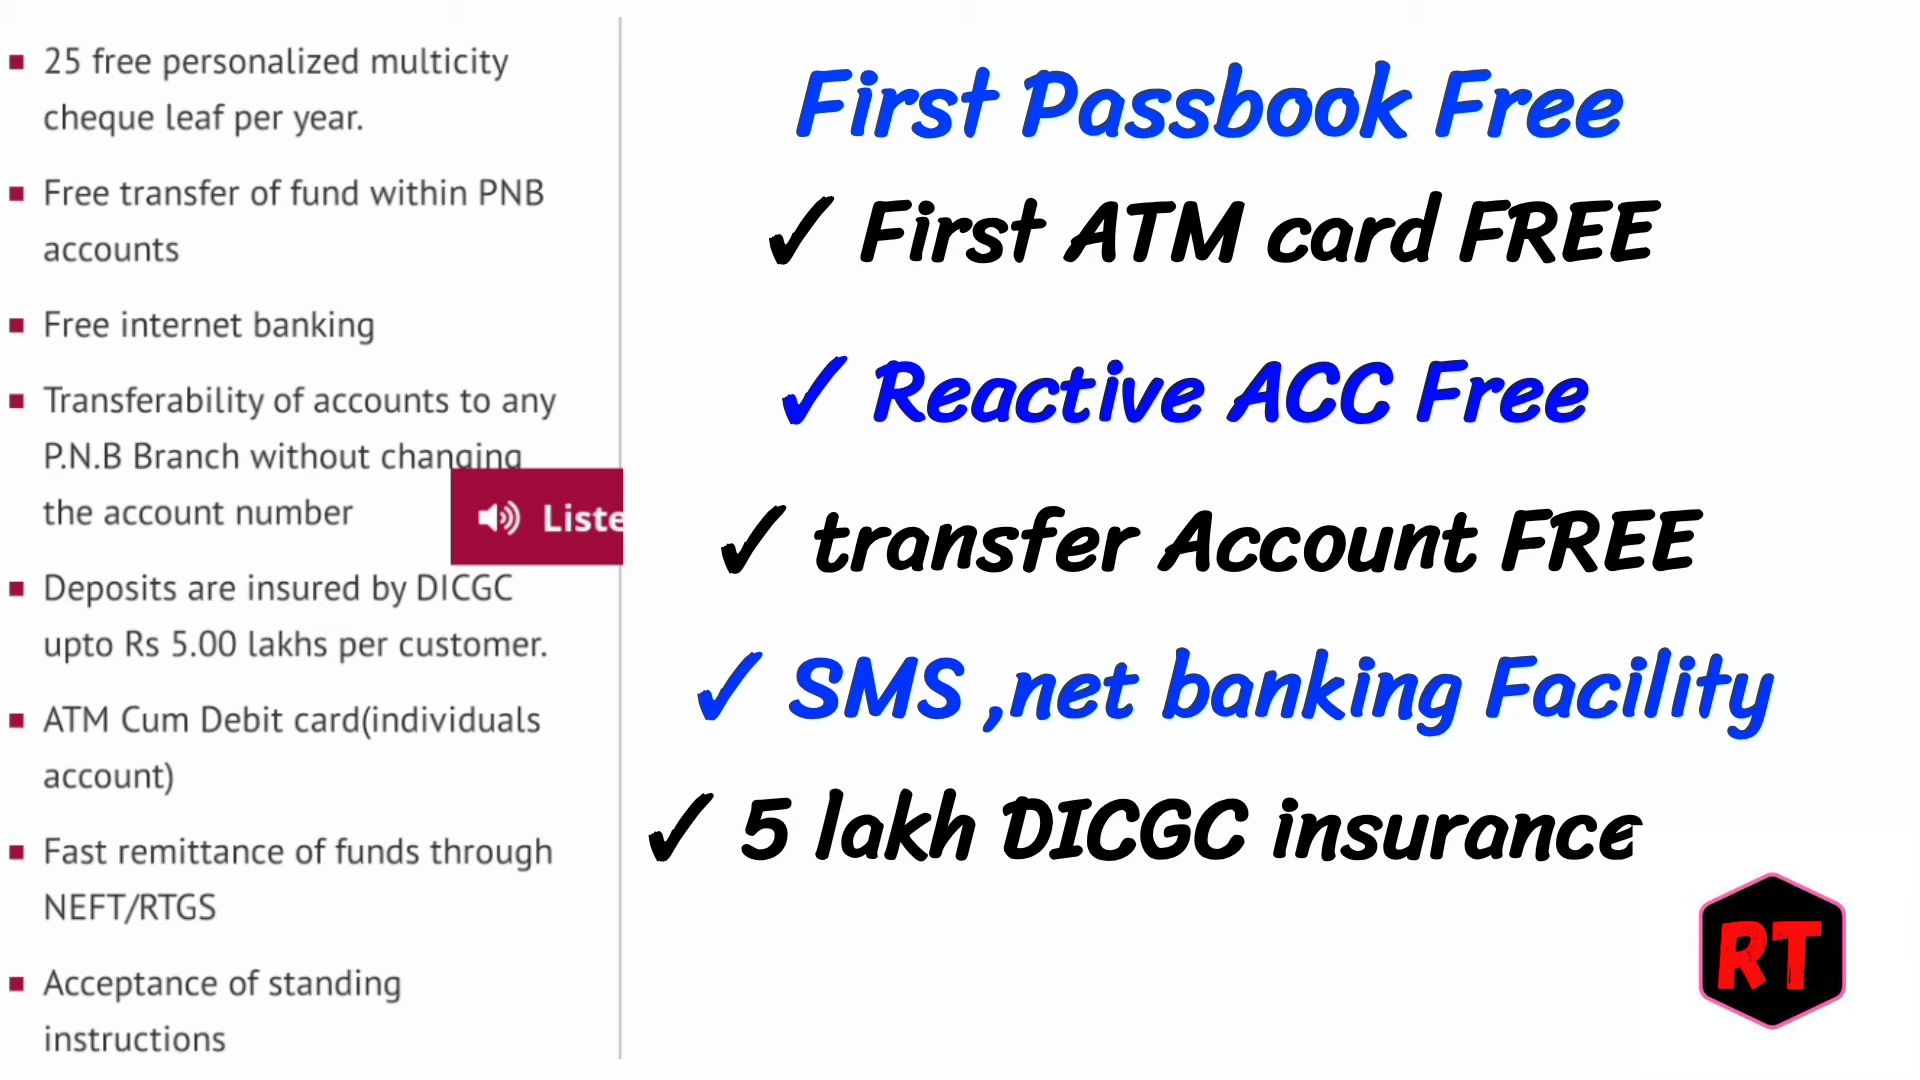 25 free personalized multicity
cheque leaf per year.
Free transfer of fund within PNB
accounts
Free internet banking
Transferability of accounts to any
P.N.B Branch without changing
the account number
Liste
Deposits are insured by DICGC
upto Rs 5.00 lakhs per customer.
ATM Cum Debit card(individuals
account)
Fast remittance of funds through
NEFT/RTGS
Acceptance of standing
instructions
First Passbook Free
✓ First ATM card FREE
✓ Reactive ACC Free
✓ transfer Account FREE
✓ SMS ,net banking Facility
✓ 5 lakh DICGC insurance
RT